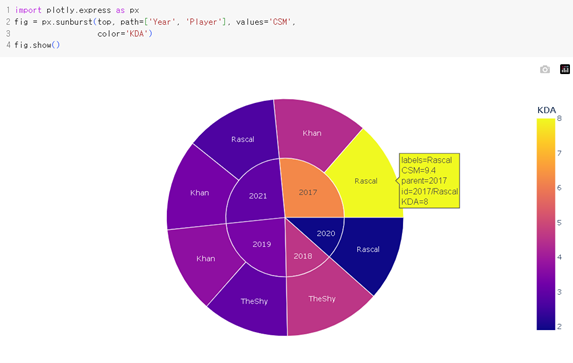 1 import plotly.express as px
2 fig = px.sunburst(top, path=['Year', 'Player'], values='CSM',
3 color='KDA')
4 fig.show()
KDA
8
7
6
5
4
3
2
Rascal
Khan
Khan
Rascal
2021
2017
2019
2020
2018
Khan
Rascal
TheShy
TheShy
labels=Rascal
CSM=9.4
parent=2017
id=2017/Rascal
KDA=8